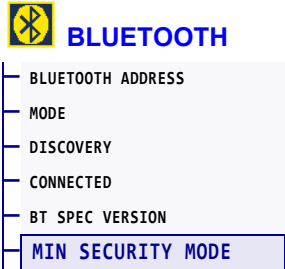 BLUETOOTH
BLUETOOTH ADDRESS
MODE
DISCOVERY
CONNECTED
BT SPEC VERSION
MIN SECURITY MODE